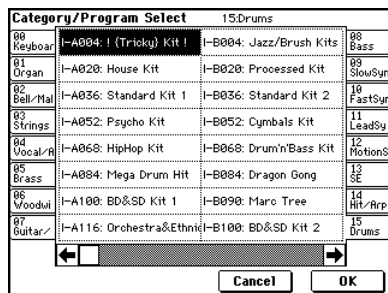 Category/Program Select 15:Drums
00 Keyboar
01 Organ
02 Bell/Mal
03 Strings
04 Vocal/A
05 Brass
06 Woodwi
07 Guitar/
I-A004: ! {Tricky} Kit !
I-A020: House Kit
I-A036: Standard Kit 1
I-A052: Psycho Kit
I-A068: HipHop Kit
I-A084: Mega Drum Hit
I-A100: BD&SD Kit 1
I-A116: Orchestra&Ethnic
I-B004: Jazz/Brush Kits
I-B020: Processed Kit
I-B036: Standard Kit 2
I-B052: Cymbals Kit
I-B068: Drum'n'Bass Kit
I-B084: Dragon Gong
I-B090: Marc Tree
I-B100: BD&SD Kit 2
08 Bass
09 SlowSyn
10 FastSyn
11 LeadSy
12 MotionS
13 SE
14 Hit/Arp
15 Drums
Cancel OK